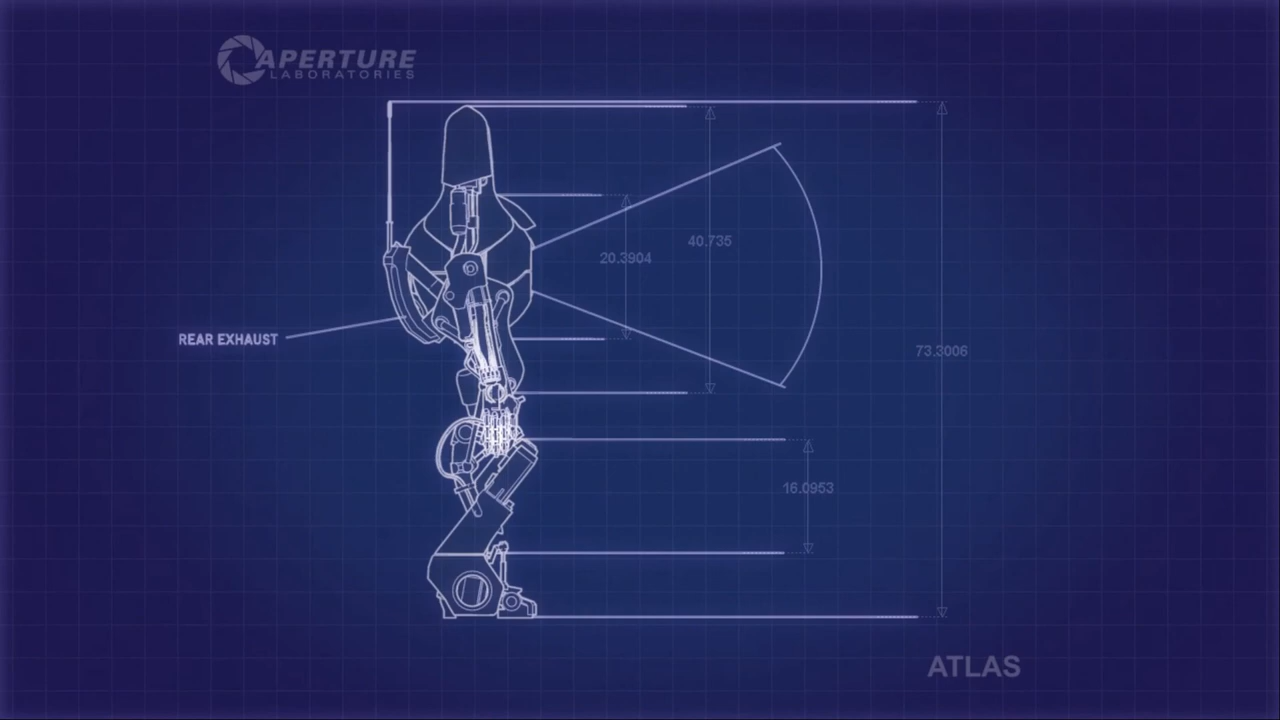 APERTURE
LABORATORIES
40.735
20.3904
REAR EXHAUST
73.3006
16.0953
ATLAS